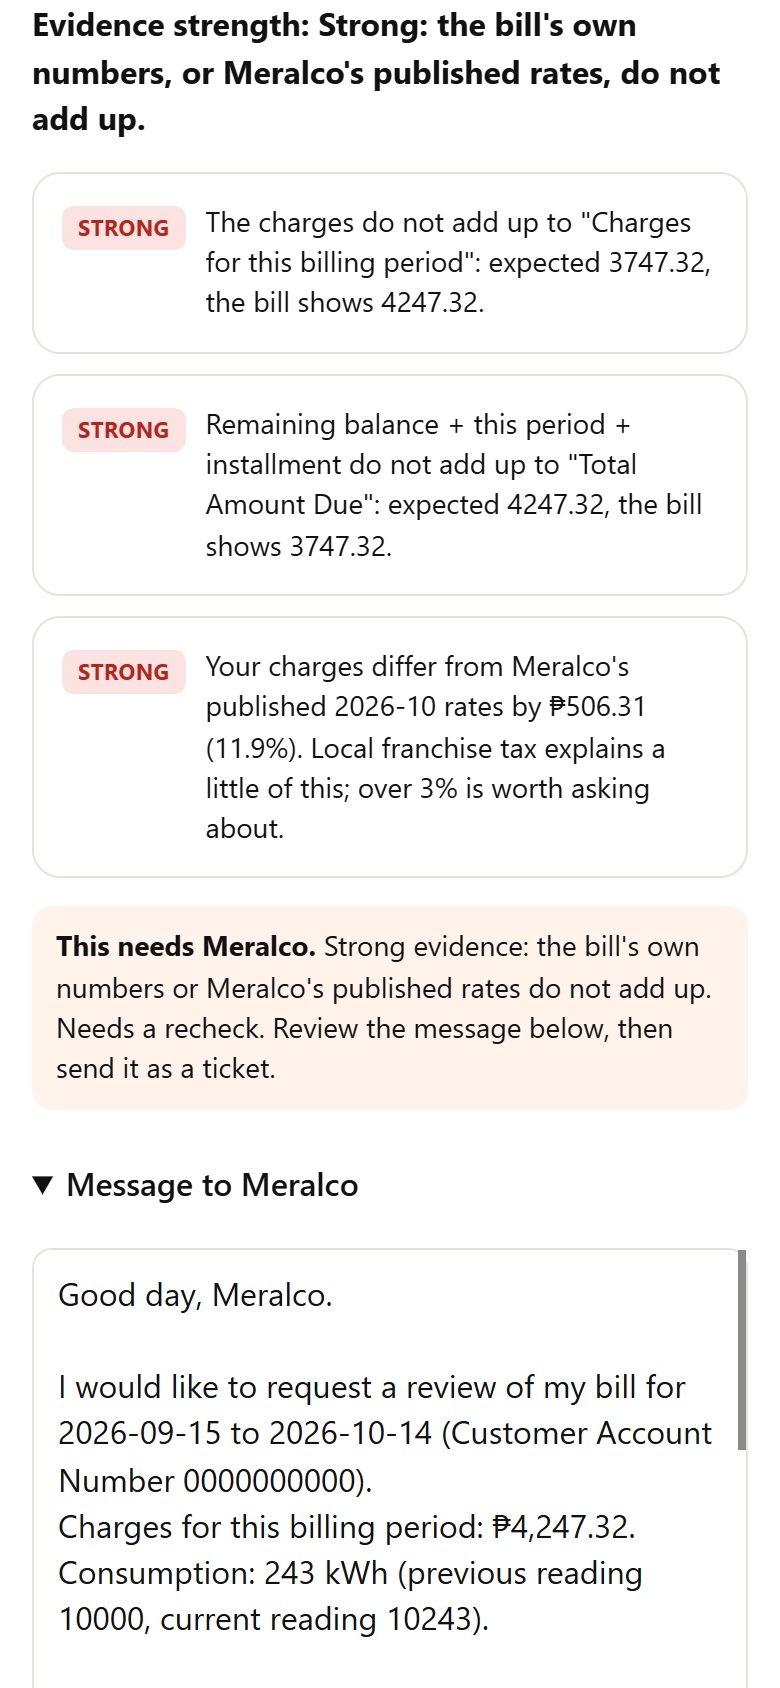 Evidence strength: Strong: the bill's own
numbers, or Meralco's published rates, do not
add up.
STRONG
The charges do not add up to "Charges
for this billing period": expected 3747.32,
the bill shows 4247.32.
STRONG
Remaining balance + this period +
installment do not add up to "Total
Amount Due": expected 4247.32, the bill
shows 3747.32.
STRONG
Your charges differ from Meralco's
published 2026-10 rates by ₱506.31
(11.9%). Local franchise tax explains a
little of this; over 3% is worth asking
about.
This needs Meralco. Strong evidence: the bill's own
numbers or Meralco's published rates do not add up.
Needs a recheck. Review the message below, then
send it as a ticket.
▼ Message to Meralco
Good day, Meralco.
I would like to request a review of my bill for
2026-09-15 to 2026-10-14 (Customer Account
Number 0000000000).
Charges for this billing period: ₱4,247.32.
Consumption: 243 kWh (previous reading
10000, current reading 10243).